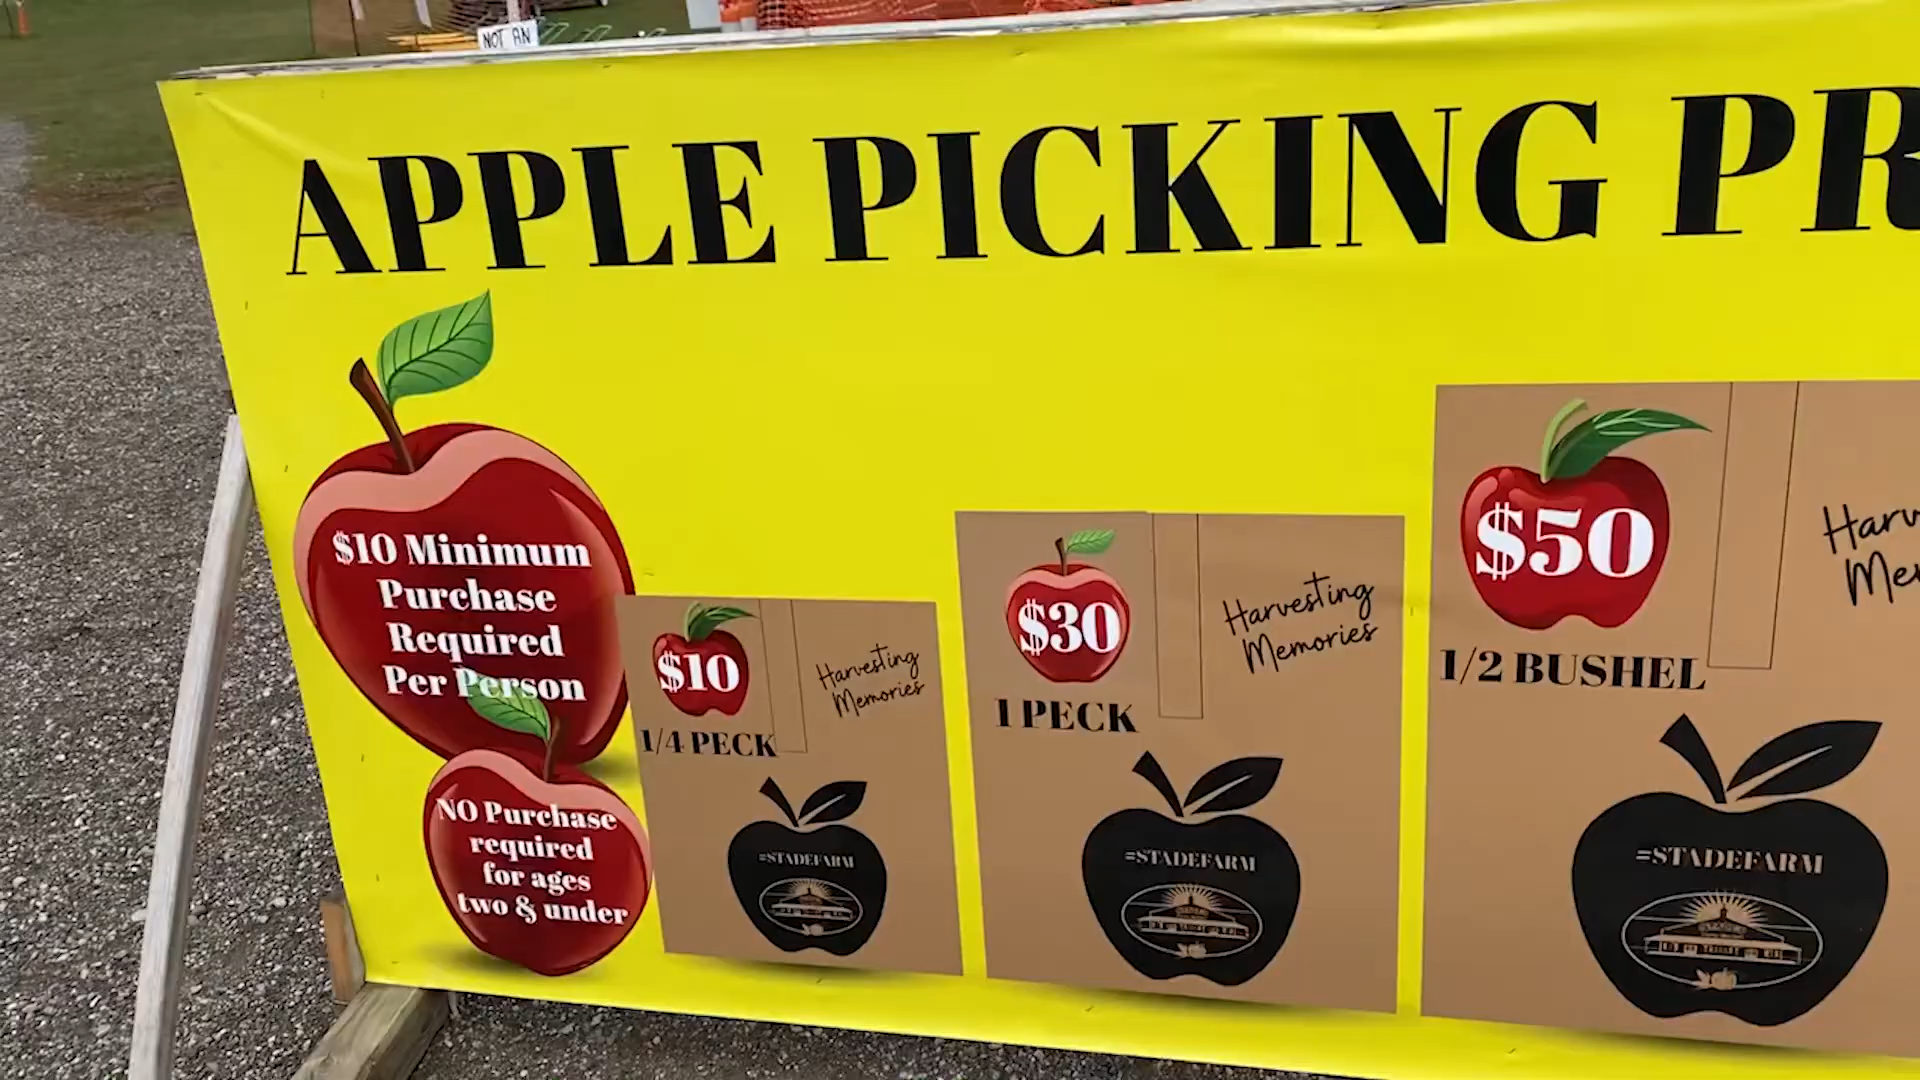 NOT AN
APPLE PICKING PR
$10 Minimum
Purchase
Required
Per Person
NO Purchase
required
for ages
two & under
$10
1/4 PECK
Harvesting
Memories
=STADEFARM
$30
1 PECK
Harvesting
Memories
=STADEFARM
$50
1/2 BUSHEL
Harv
Me
=STADEFARM